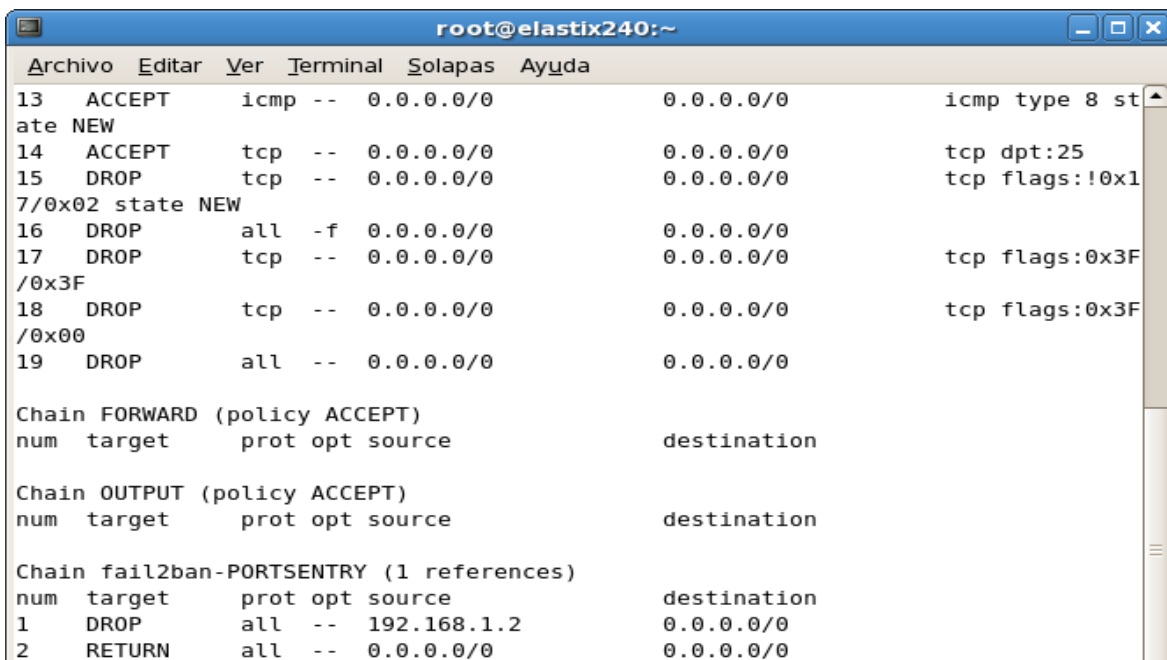 root@elastix240:~
Archivo Editar Ver Terminal Solapas Ayuda
13   ACCEPT     icmp --  0.0.0.0/0            0.0.0.0/0           icmp type 8 st
ate NEW
14   ACCEPT     tcp  --  0.0.0.0/0            0.0.0.0/0           tcp dpt:25
15   DROP       tcp  --  0.0.0.0/0            0.0.0.0/0           tcp flags:!0x1
7/0x02 state NEW
16   DROP       all  -f  0.0.0.0/0            0.0.0.0/0
17   DROP       tcp  --  0.0.0.0/0            0.0.0.0/0           tcp flags:0x3F
/0x3F
18   DROP       tcp  --  0.0.0.0/0            0.0.0.0/0           tcp flags:0x3F
/0x00
19   DROP       all  --  0.0.0.0/0            0.0.0.0/0

Chain FORWARD (policy ACCEPT)
num  target     prot opt source               destination

Chain OUTPUT (policy ACCEPT)
num  target     prot opt source               destination

Chain fail2ban-PORTSENTRY (1 references)
num  target     prot opt source               destination
1    DROP       all  --  192.168.1.2          0.0.0.0/0
2    RETURN     all  --  0.0.0.0/0            0.0.0.0/0